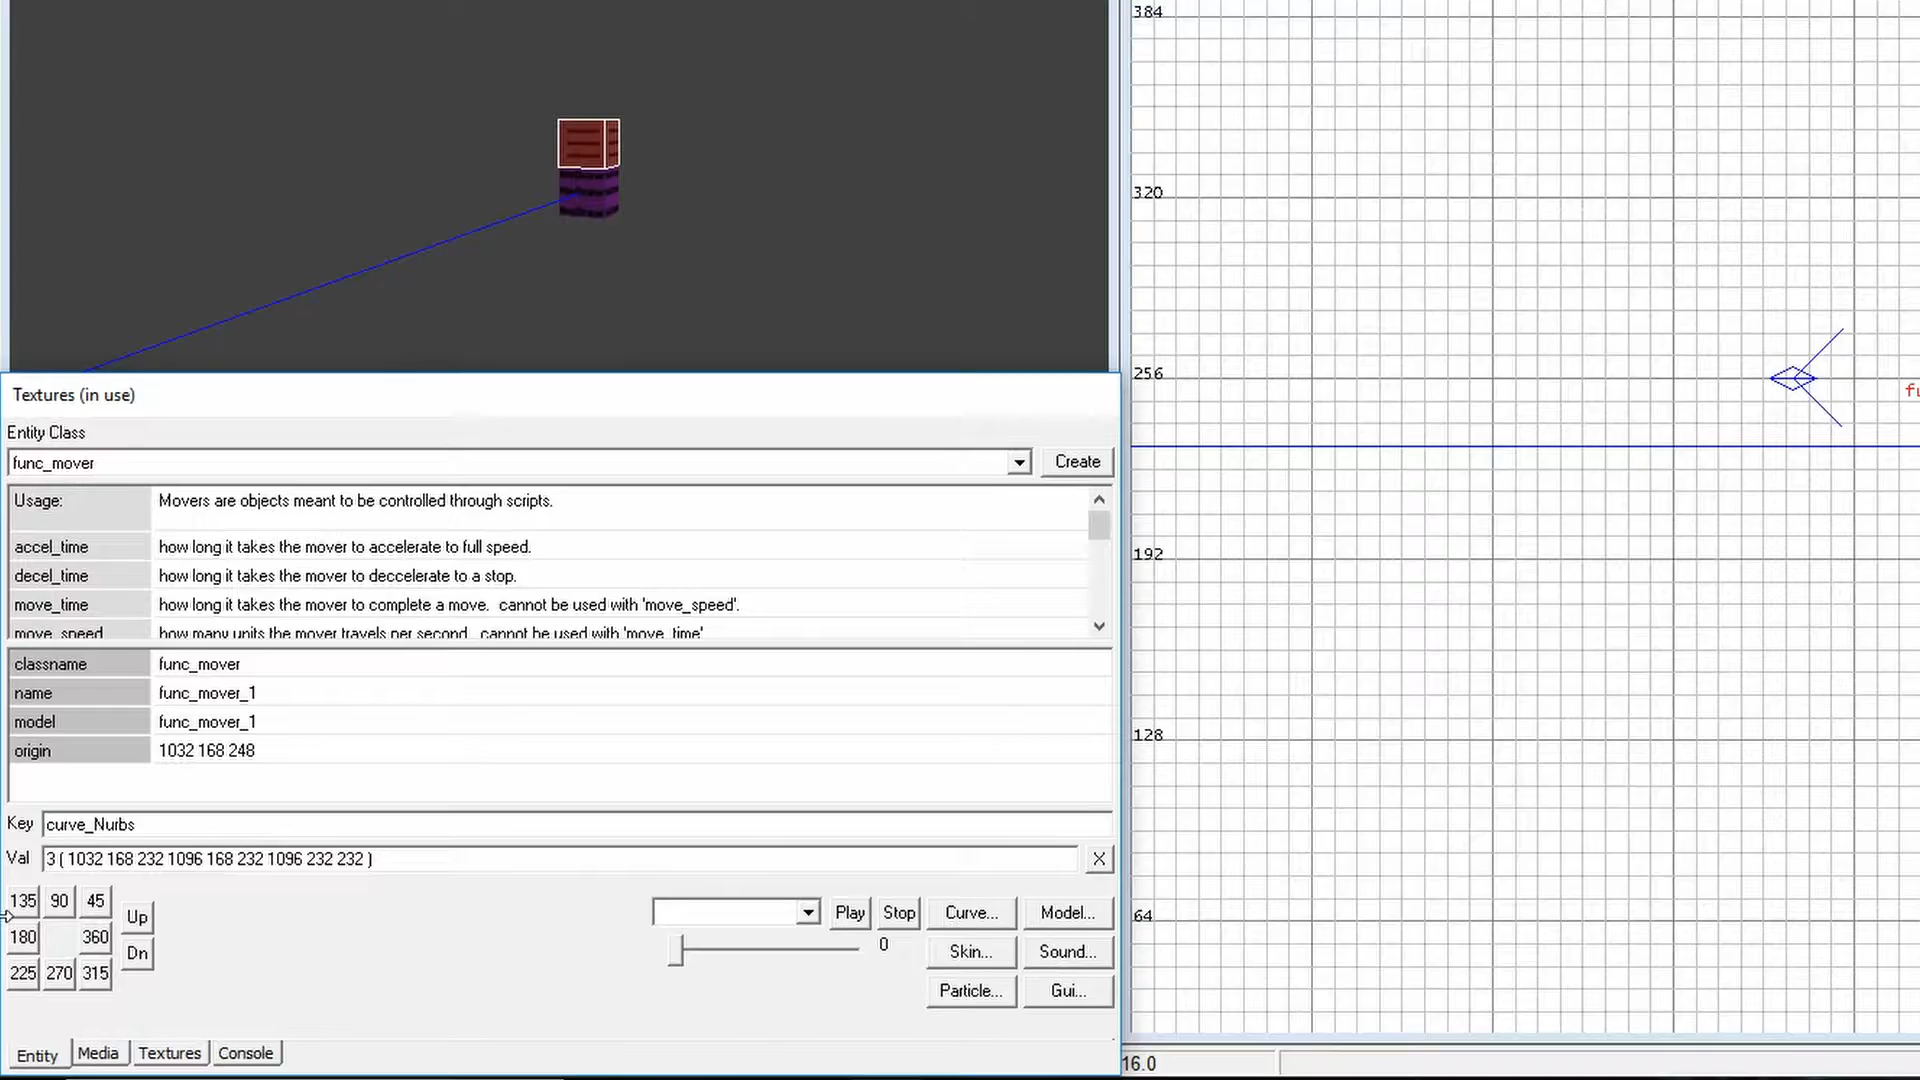 384
320
256
fu
192
128
64
16.0
Textures (in use)
Entity Class
func_mover
Create
Usage: Movers are objects meant to be controlled through scripts.
accel_time how long it takes the mover to accelerate to full speed.
decel_time how long it takes the mover to deccelerate to a stop.
move_time how long it takes the mover to complete a move. cannot be used with 'move_speed'.
move_speed how many units the mover travels per second. cannot be used with 'move_time'
classname func_mover
name func_mover_1
model func_mover_1
origin 1032 168 248
Key curve_Nurbs
Val 3 ( 1032 168 232 1096 168 232 1096 232 232 ) X
135 90 45
Up
180 360
Dn
225 270 315
Play Stop Curve... Model...
0 Skin... Sound...
Particle... Gui...
Entity Media Textures Console